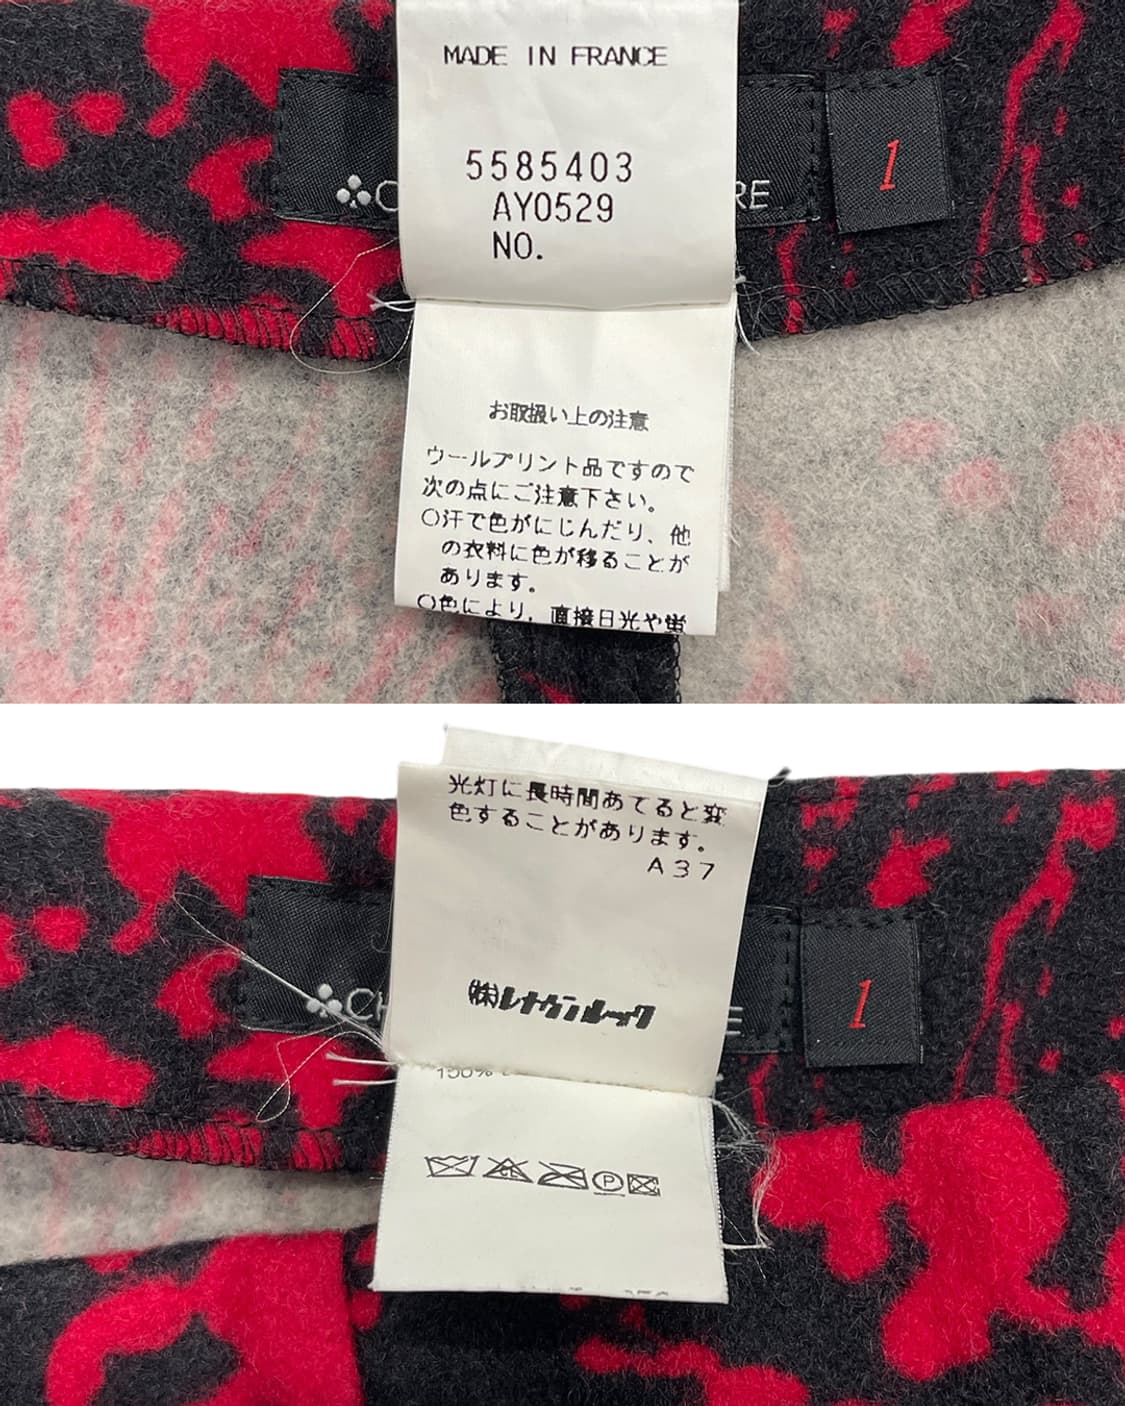 MADE IN FRANCE
5585403
AY0529
NO.
RE
1
お取扱い上の注意
ウールプリント品ですので
次の点にご注意下さい。
○汗で色がにじんだり、他
の衣料に色が移ることが
あります。
○色により、直接日光や蛍
光灯に長時間あてると変
色することがあります。
A37
㈱レナウンルック
CH
E
1
100%
CL
P